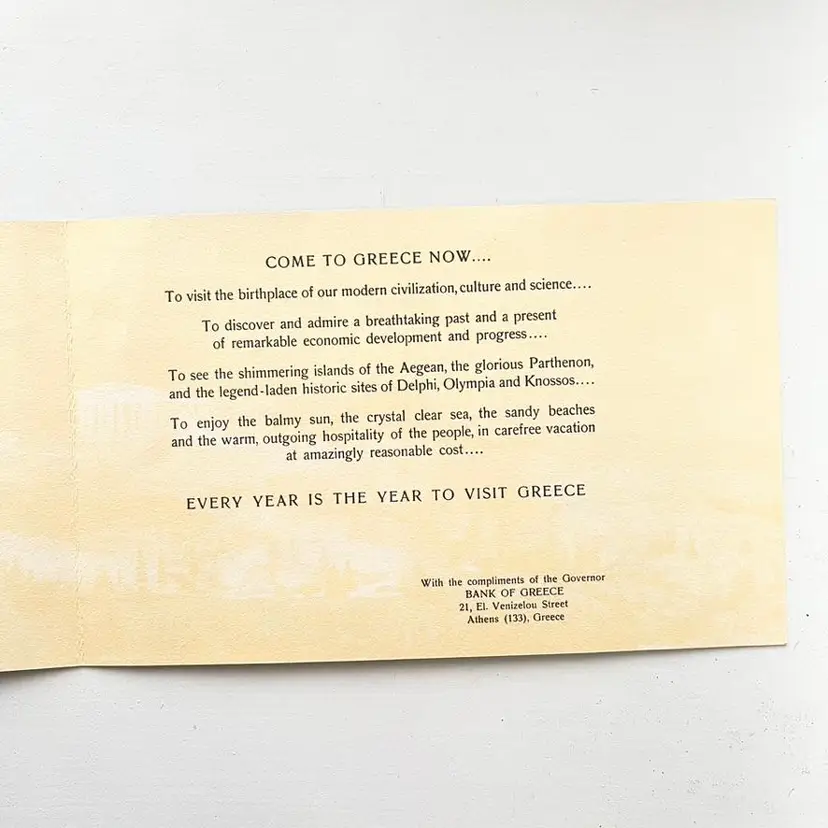 COME TO GREECE NOW....
To visit the birthplace of our modern civilization, culture and science....
To discover and admire a breathtaking past and a present
of remarkable economic development and progress....
To see the shimmering islands of the Aegean, the glorious Parthenon,
and the legend-laden historic sites of Delphi, Olympia and Knossos....
To enjoy the balmy sun, the crystal clear sea, the sandy beaches
and the warm, outgoing hospitality of the people, in carefree vacation
at amazingly reasonable cost....
EVERY YEAR IS THE YEAR TO VISIT GREECE
With the compliments of the Governor
BANK OF GREECE
21, El. Venizelou Street
Athens (133), Greece